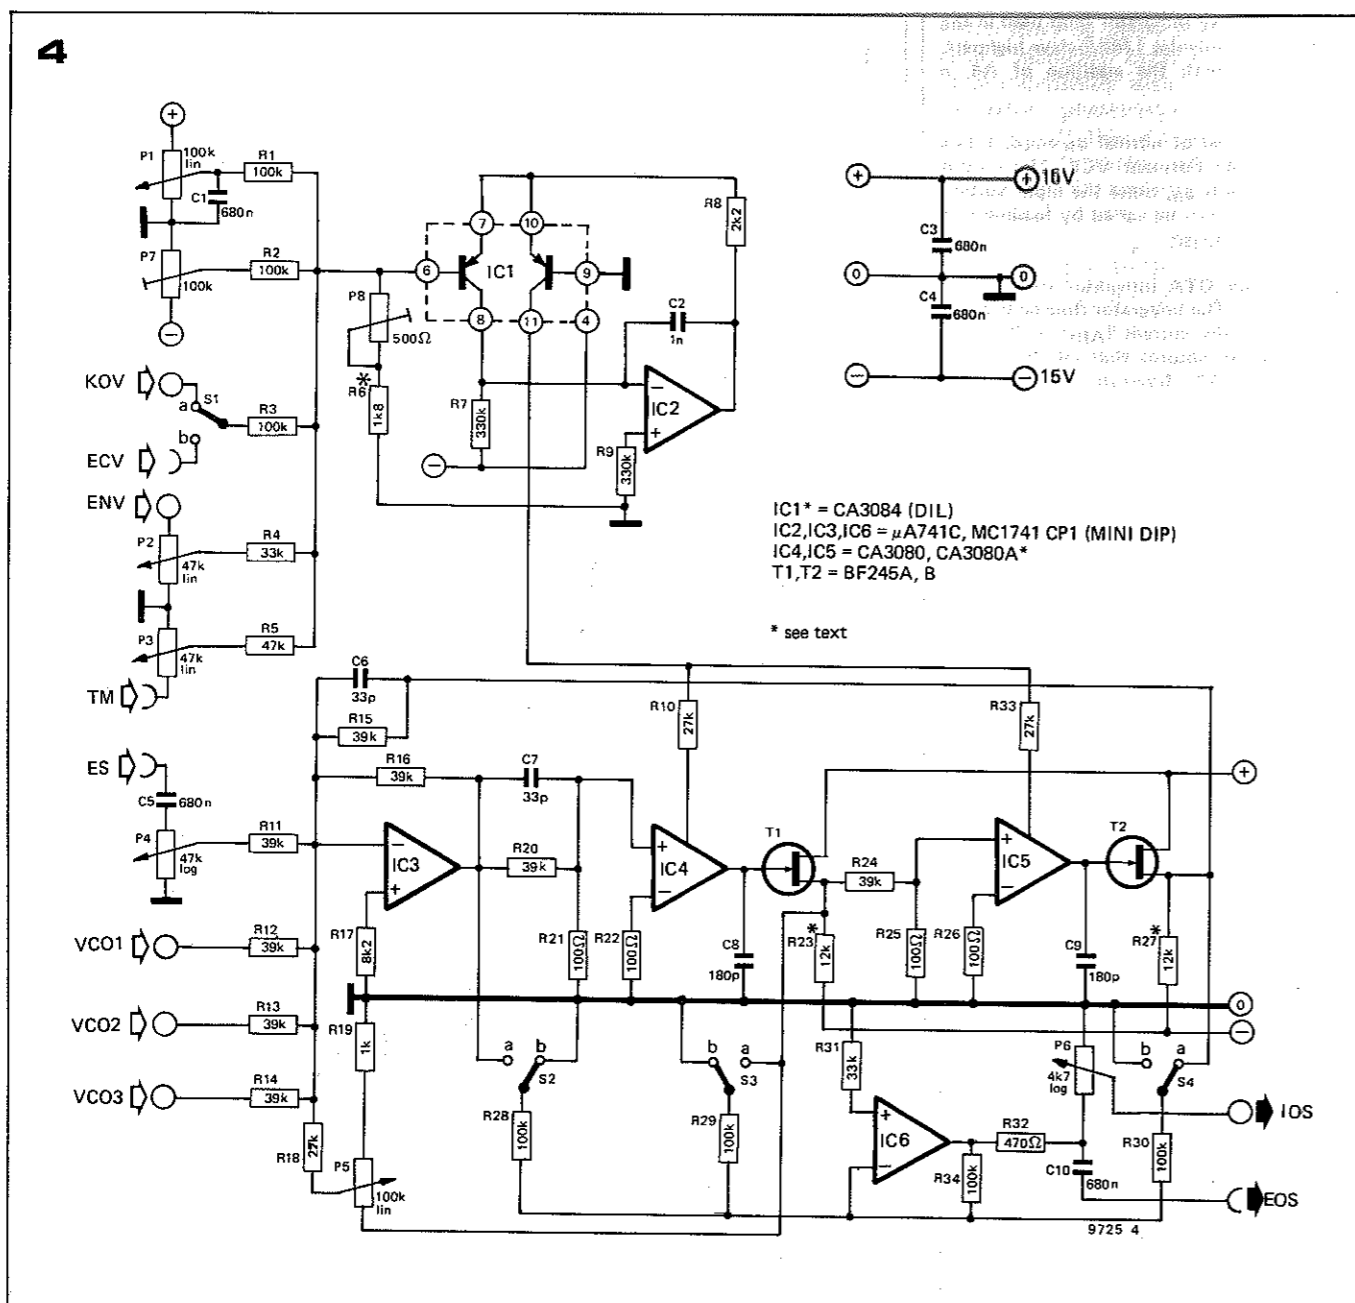 4
+
P1
100k
lin
R1
100k
C1
680n
P7
100k
R2
100k
−
KOV
a
S1
b
R3
100k
ECV
ENV
P2
47k
lin
R4
33k
P3
47k
lin
R5
47k
TM
6
7
10
IC1
9
8
11
4
P8
500Ω
*
R6
1k8
R7
330k
−
C2
1n
R8
2k2
−
IC2
+
R9
330k
+
+ 15V
C3
680n
0
0
C4
680n
−
− 15V
IC1* = CA3084 (DIL)
IC2,IC3,IC6 = μA741C, MC1741 CP1 (MINI DIP)
IC4,IC5 = CA3080, CA3080A*
T1,T2 = BF245A, B
* see text
C6
33p
R15
39k
R16
39k
C7
33p
R10
27k
R33
27k
ES
C5
680n
P4
47k
log
R11
39k
−
IC3
+
R20
39k
+
IC4
−
T1
R24
39k
+
IC5
−
T2
+
VCO1
R12
39k
R17
8k2
R21
100Ω
R22
100Ω
C8
180p
R23
*
12k
R25
100Ω
R26
100Ω
C9
180p
*
R27
12k
VCO2
R13
39k
R19
1k
0
−
VCO3
R14
39k
a
b
S2
b
a
S3
R31
33k
P6
4k7
log
b
a
S4
IOS
R18
P5
100k
lin
R28
100k
R29
100k
+
IC6
−
R32
470Ω
R34
100k
C10
680n
R30
100k
EOS
9725 4